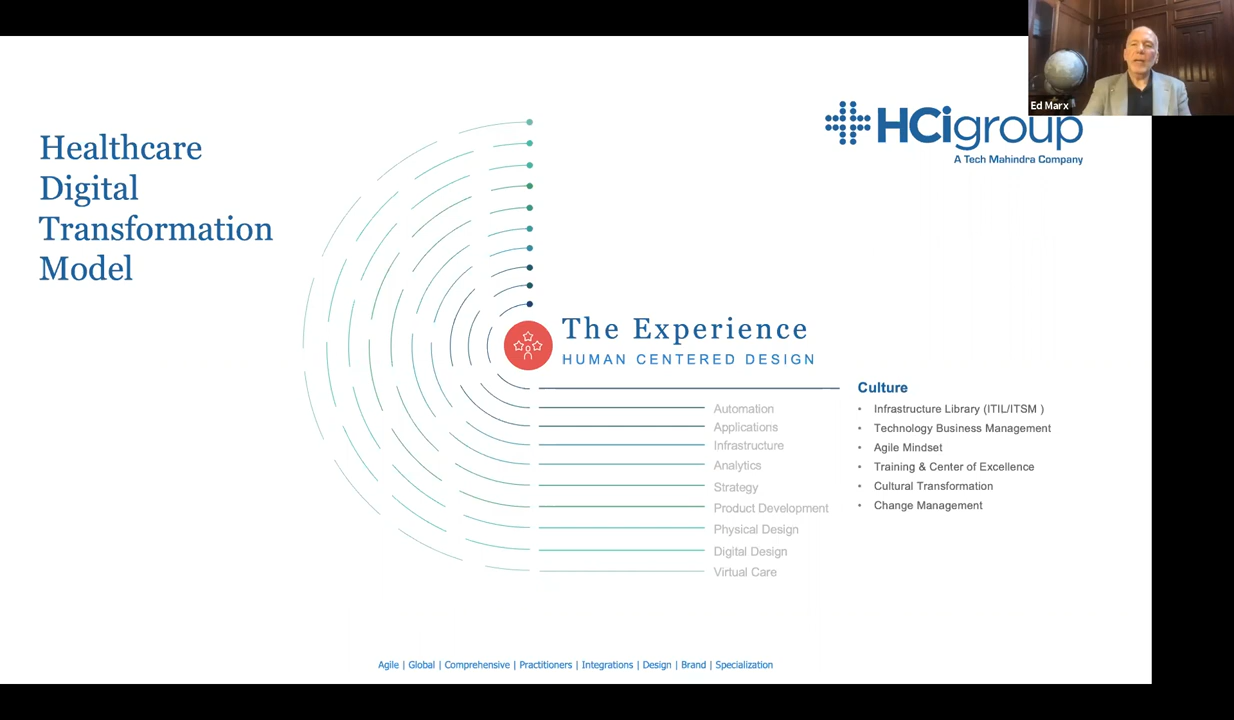 Ed Marx
HCigroup
A Tech Mahindra Company
Healthcare
Digital
Transformation
Model
The Experience
HUMAN CENTERED DESIGN
Culture
• Infrastructure Library (ITIL/ITSM )
• Technology Business Management
• Agile Mindset
• Training & Center of Excellence
• Cultural Transformation
• Change Management
Automation
Applications
Infrastructure
Analytics
Strategy
Product Development
Physical Design
Digital Design
Virtual Care
Agile | Global | Comprehensive | Practitioners | Integrations | Design | Brand | Specialization